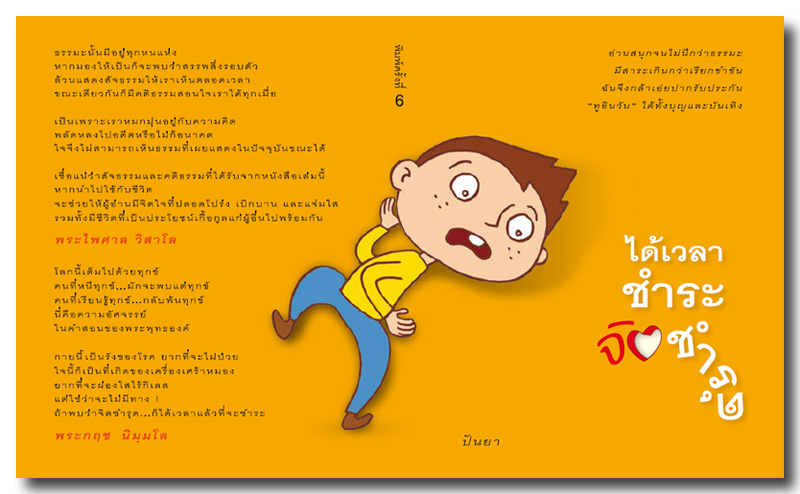 ธรรมะนั้นมีอยู่ทุกหนแห่ง
หากมองให้เป็นก็จะพบว่าสรรพสิ่งรอบตัว
ล้วนแสดงสัจธรรมให้เราเห็นตลอดเวลา
ขณะเดียวกันก็มีคติธรรมสอนใจเราได้ทุกเมื่อ
เป็นเพราะเราหมกมุ่นอยู่กับความคิด
พลัดหลงไปอดีตหรือไม่ก็อนาคต
ใจจึงไม่สามารถเห็นธรรมที่เผยแสดงในปัจจุบันขณะได้
เชื่อแน่ว่าสัจธรรมและคติธรรมที่ได้รับจากหนังสือเล่มนี้
หากนำไปใช้กับชีวิต
จะช่วยให้ผู้อ่านมีจิตใจที่ปลอดโปร่ง เบิกบาน และแจ่มใส
รวมทั้งมีชีวิตที่เป็นประโยชน์เกื้อกูลแก่ผู้อื่นไปพร้อมกัน
พระไพศาล วิสาโล
โลกนี้เต็มไปด้วยทุกข์
คนที่หนีทุกข์...มักจะพบแต่ทุกข์
คนที่เรียนรู้ทุกข์...กลับพ้นทุกข์
นี่คือความอัศจรรย์
ในคำสอนของพระพุทธองค์
กายนี้เป็นรังของโรค ยากที่จะไม่ป่วย
ใจนี้ก็เป็นที่เกิดของเครื่องเศร้าหมอง
ยากที่จะผ่องใสไร้กิเลส
แต่ใช่ว่าจะไม่มีทาง !
ถ้าพบว่าจิตชำรุด...ก็ได้เวลาแล้วที่จะชำระ
พระกฤช นิมฺมโล
พิมพ์ครั้งที่
6
อ่านสนุกจนไม่นึกว่าธรรมะ
มีสาระเกินกว่าเรียกขำขัน
ฉันจึงกล้าเอ่ยปากรับประกัน
"ทูอินวัน" ได้ทั้งบุญและบันเทิง
ได้เวลา
ชำระ
จิตชำรุด
ปันยา